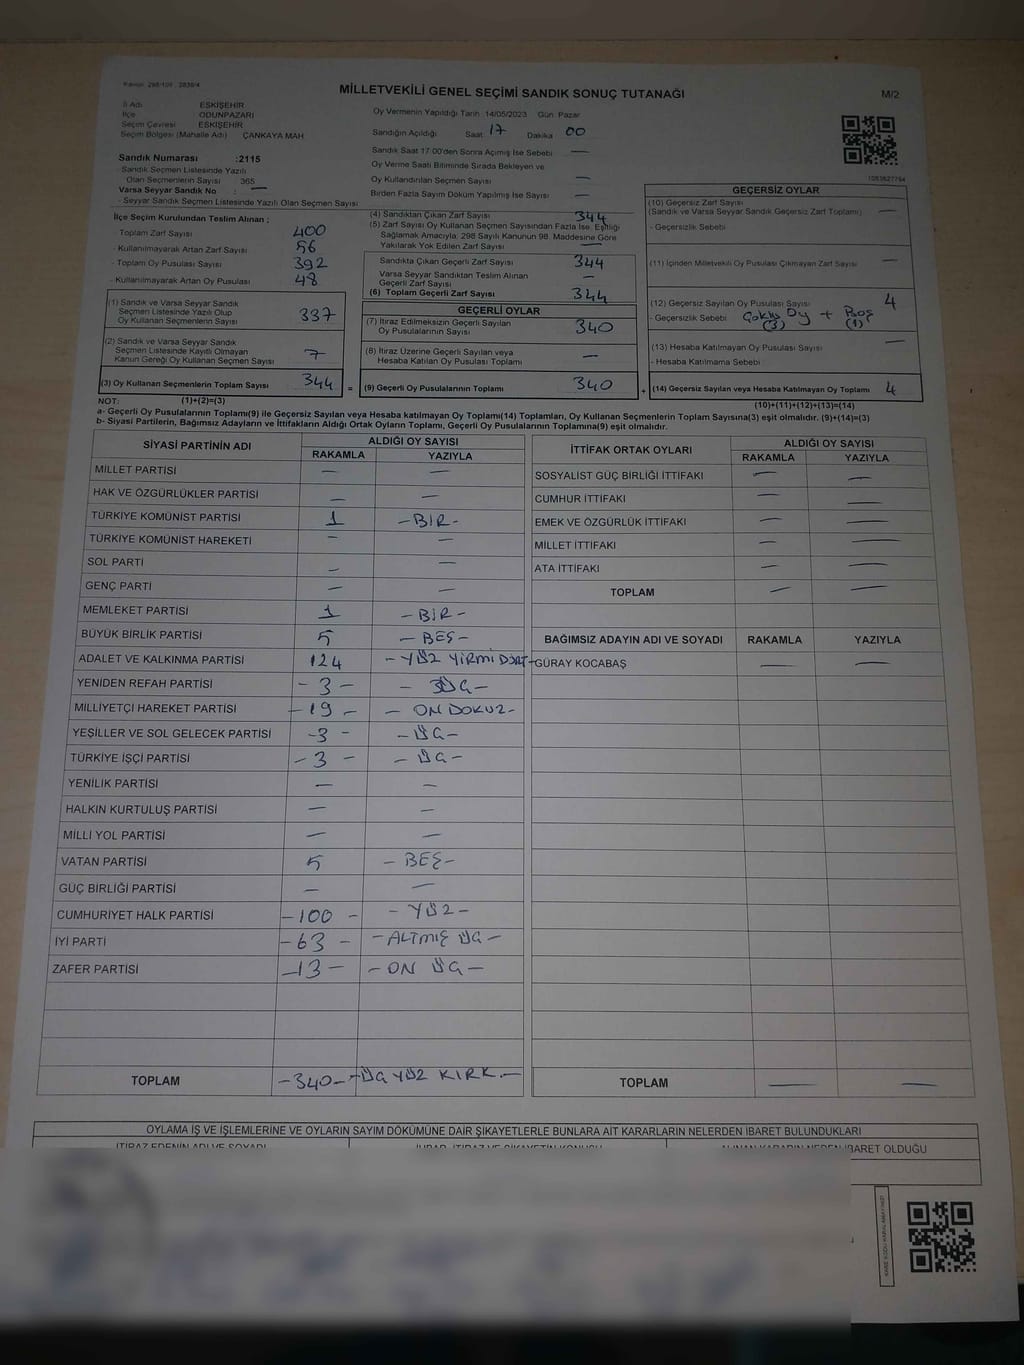 Kanun: 298/105 , 2839/4
MİLLETVEKİLİ GENEL SEÇİMİ SANDIK SONUÇ TUTANAĞI
M/2
İl Adı ESKİŞEHİR
İlçe ODUNPAZARI
Seçim Çevresi ESKİŞEHİR
Seçim Bölgesi (Mahalle Adı) ÇANKAYA MAH
Sandık Numarası :2115
- Sandık Seçmen Listesinde Yazılı
Olan Seçmenlerin Sayısı 365
Varsa Seyyar Sandık No : —
- Seyyar Sandık Seçmen Listesinde Yazılı Olan Seçmen Sayısı
Oy Vermenin Yapıldığı Tarih 14/05/2023 Gün Pazar
Sandığın Açıldığı Saat 17 Dakika 00
Sandık Saat 17:00'den Sonra Açımış İse Sebebi —
Oy Verme Saati Bitiminde Sırada Bekleyen ve
Oy Kullandırılan Seçmen Sayısı —
Birden Fazla Sayım Döküm Yapılmış İse Sayısı —
1083627794
İlçe Seçim Kurulundan Teslim Alınan ;
- Toplam Zarf Sayısı 400
- Kullanılmayarak Artan Zarf Sayısı 56
- Toplam Oy Pusulası Sayısı 392
- Kullanılmayarak Artan Oy Pusulası 48
(1) Sandık ve Varsa Seyyar Sandık
Seçmen Listesinde Yazılı Olup
Oy Kullanan Seçmenlerin Sayısı 337
(2) Sandık ve Varsa Seyyar Sandık
Seçmen Listesinde Kayıtlı Olmayan
Kanun Gereği Oy Kullanan Seçmen Sayısı 7
(3) Oy Kullanan Seçmenlerin Toplam Sayısı 344 =
(4) Sandıktan Çıkan Zarf Sayısı 344
(5) Zarf Sayısı Oy Kullanan Seçmen Sayısından Fazla İse, Eşitliği
Sağlamak Amacıyla; 298 Sayılı Kanunun 98. Maddesine Göre
Yakılarak Yok Edilen Zarf Sayısı —
Sandıkta Çıkan Geçerli Zarf Sayısı 344
Varsa Seyyar Sandıktan Teslim Alınan
Geçerli Zarf Sayısı —
(6) Toplam Geçerli Zarf Sayısı 344
GEÇERLİ OYLAR
(7) İtiraz Edilmeksizin Geçerli Sayılan
Oy Pusulalarının Sayısı 340
(8) İtiraz Üzerine Geçerli Sayılan veya
Hesaba Katılan Oy Pusulası Toplamı —
(9) Geçerli Oy Pusulalarının Toplamı 340 +
GEÇERSİZ OYLAR
(10) Geçersiz Zarf Sayısı
(Sandık ve Varsa Seyyar Sandık Geçersiz Zarf Toplamı) —
- Geçersizlik Sebebi
(11) İçinden Milletvekili Oy Pusulası Çıkmayan Zarf Sayısı —
(12) Geçersiz Sayılan Oy Pusulası Sayısı 4
- Geçersizlik Sebebi Çoklu Oy (3) + Boş (1)
(13) Hesaba Katılmayan Oy Pusulası Sayısı —
- Hesaba Katılmama Sebebi
(14) Geçersiz Sayılan veya Hesaba Katılmayan Oy Toplamı 4
NOT: (1)+(2)=(3) (10)+(11)+(12)+(13)=(14)
a- Geçerli Oy Pusulalarının Toplamı(9) ile Geçersiz Sayılan veya Hesaba katılmayan Oy Toplamı(14) Toplamları, Oy Kullanan Seçmenlerin Toplam Sayısına(3) eşit olmalıdır. (9)+(14)=(3)
b- Siyasi Partilerin, Bağımsız Adayların ve İttifakların Aldığı Ortak Oyların Toplamı, Geçerli Oy Pusulalarının Toplamına(9) eşit olmalıdır.
SİYASİ PARTİNİN ADI ALDIĞI OY SAYISI
RAKAMLA YAZIYLA
MİLLET PARTİSİ — —
HAK VE ÖZGÜRLÜKLER PARTİSİ — —
TÜRKİYE KOMÜNİST PARTİSİ 1 -BİR-
TÜRKİYE KOMÜNİST HAREKETİ — —
SOL PARTİ — —
GENÇ PARTİ — —
MEMLEKET PARTİSİ 1 -BİR-
BÜYÜK BİRLİK PARTİSİ 5 -BEŞ-
ADALET VE KALKINMA PARTİSİ 124 -YÜZ YİRMİ DÖRT-
YENİDEN REFAH PARTİSİ -3- - ÜÇ-
MİLLİYETÇİ HAREKET PARTİSİ -19- - ON DOKUZ-
YEŞİLLER VE SOL GELECEK PARTİSİ -3- -ÜÇ-
TÜRKİYE İŞÇİ PARTİSİ -3- -ÜÇ-
YENİLİK PARTİSİ — —
HALKIN KURTULUŞ PARTİSİ — —
MİLLİ YOL PARTİSİ — —
VATAN PARTİSİ 5 -BEŞ-
GÜÇ BİRLİĞİ PARTİSİ — —
CUMHURİYET HALK PARTİSİ -100- -YÜZ-
İYİ PARTİ -63- -ALTMIŞ ÜÇ-
ZAFER PARTİSİ -13- -ON ÜÇ-
TOPLAM -340- -ÜÇ YÜZ KIRK.-
İTTİFAK ORTAK OYLARI ALDIĞI OY SAYISI
RAKAMLA YAZIYLA
SOSYALİST GÜÇ BİRLİĞİ İTTİFAKI — —
CUMHUR İTTİFAKI — —
EMEK VE ÖZGÜRLÜK İTTİFAKI — —
MİLLET İTTİFAKI — —
ATA İTTİFAKI — —
TOPLAM — —
BAĞIMSIZ ADAYIN ADI VE SOYADI RAKAMLA YAZIYLA
GÜRAY KOCABAŞ — —
TOPLAM — —
OYLAMA İŞ VE İŞLEMLERİNE VE OYLARIN SAYIM DÖKÜMÜNE DAİR ŞİKAYETLERLE BUNLARA AİT KARARLARIN NELERDEN İBARET BULUNDUKLARI
İTİRAZ EDENİN ADI VE SOYADI İHBAR, İTİRAZ VE ŞİKAYETİN KONUSU ALINAN KARARIN NEDEN İBARET OLDUĞU